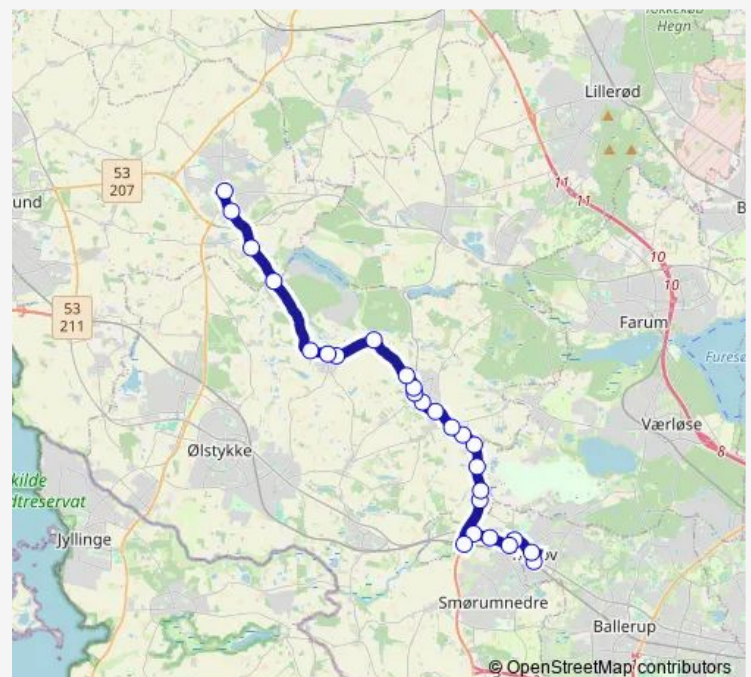 Hegn
Lillerød
53
207
und
11
11
B
10
10
53
211
Farum
Fures
Værløse
8
Ølstykke
kilde
dtreservat
Jyllinge
Smørumnedre
Ballerup
© OpenStreetMap contributors